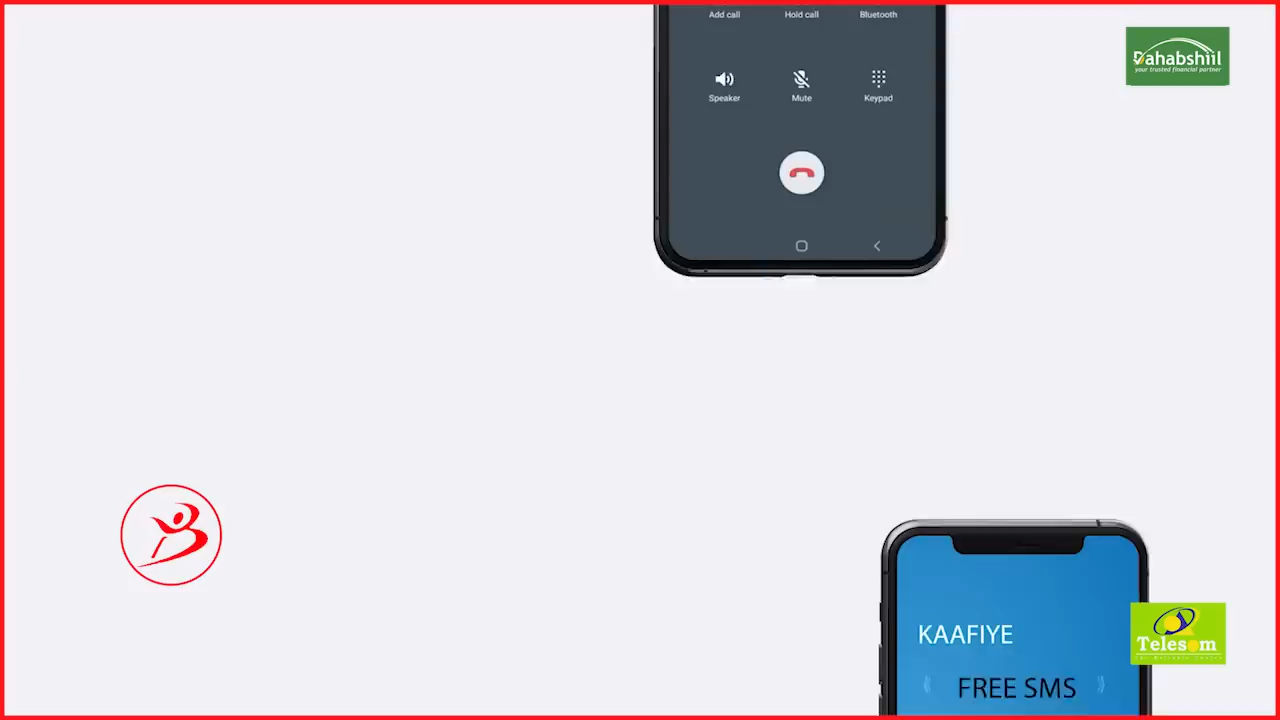 Add call Hold call Bluetooth
Dahabshiil
your trusted financial partner
Speaker Mute Keypad
KAAFIYE
Telesom
FREE SMS